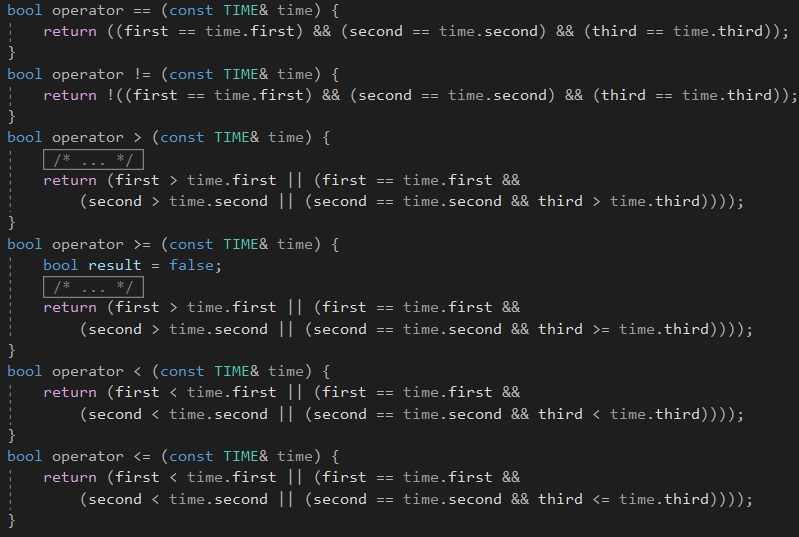 bool operator == (const TIME& time) {
return ((first == time.first) && (second == time.second) && (third == time.third));
}
bool operator != (const TIME& time) {
return !((first == time.first) && (second == time.second) && (third == time.third));
}
bool operator > (const TIME& time) {
/* ... */
return (first > time.first || (first == time.first &&
(second > time.second || (second == time.second && third > time.third))));
}
bool operator >= (const TIME& time) {
bool result = false;
/* ... */
return (first > time.first || (first == time.first &&
(second > time.second || (second == time.second && third >= time.third))));
}
bool operator < (const TIME& time) {
return (first < time.first || (first == time.first &&
(second < time.second || (second == time.second && third < time.third))));
}
bool operator <= (const TIME& time) {
return (first < time.first || (first == time.first &&
(second < time.second || (second == time.second && third <= time.third))));
}